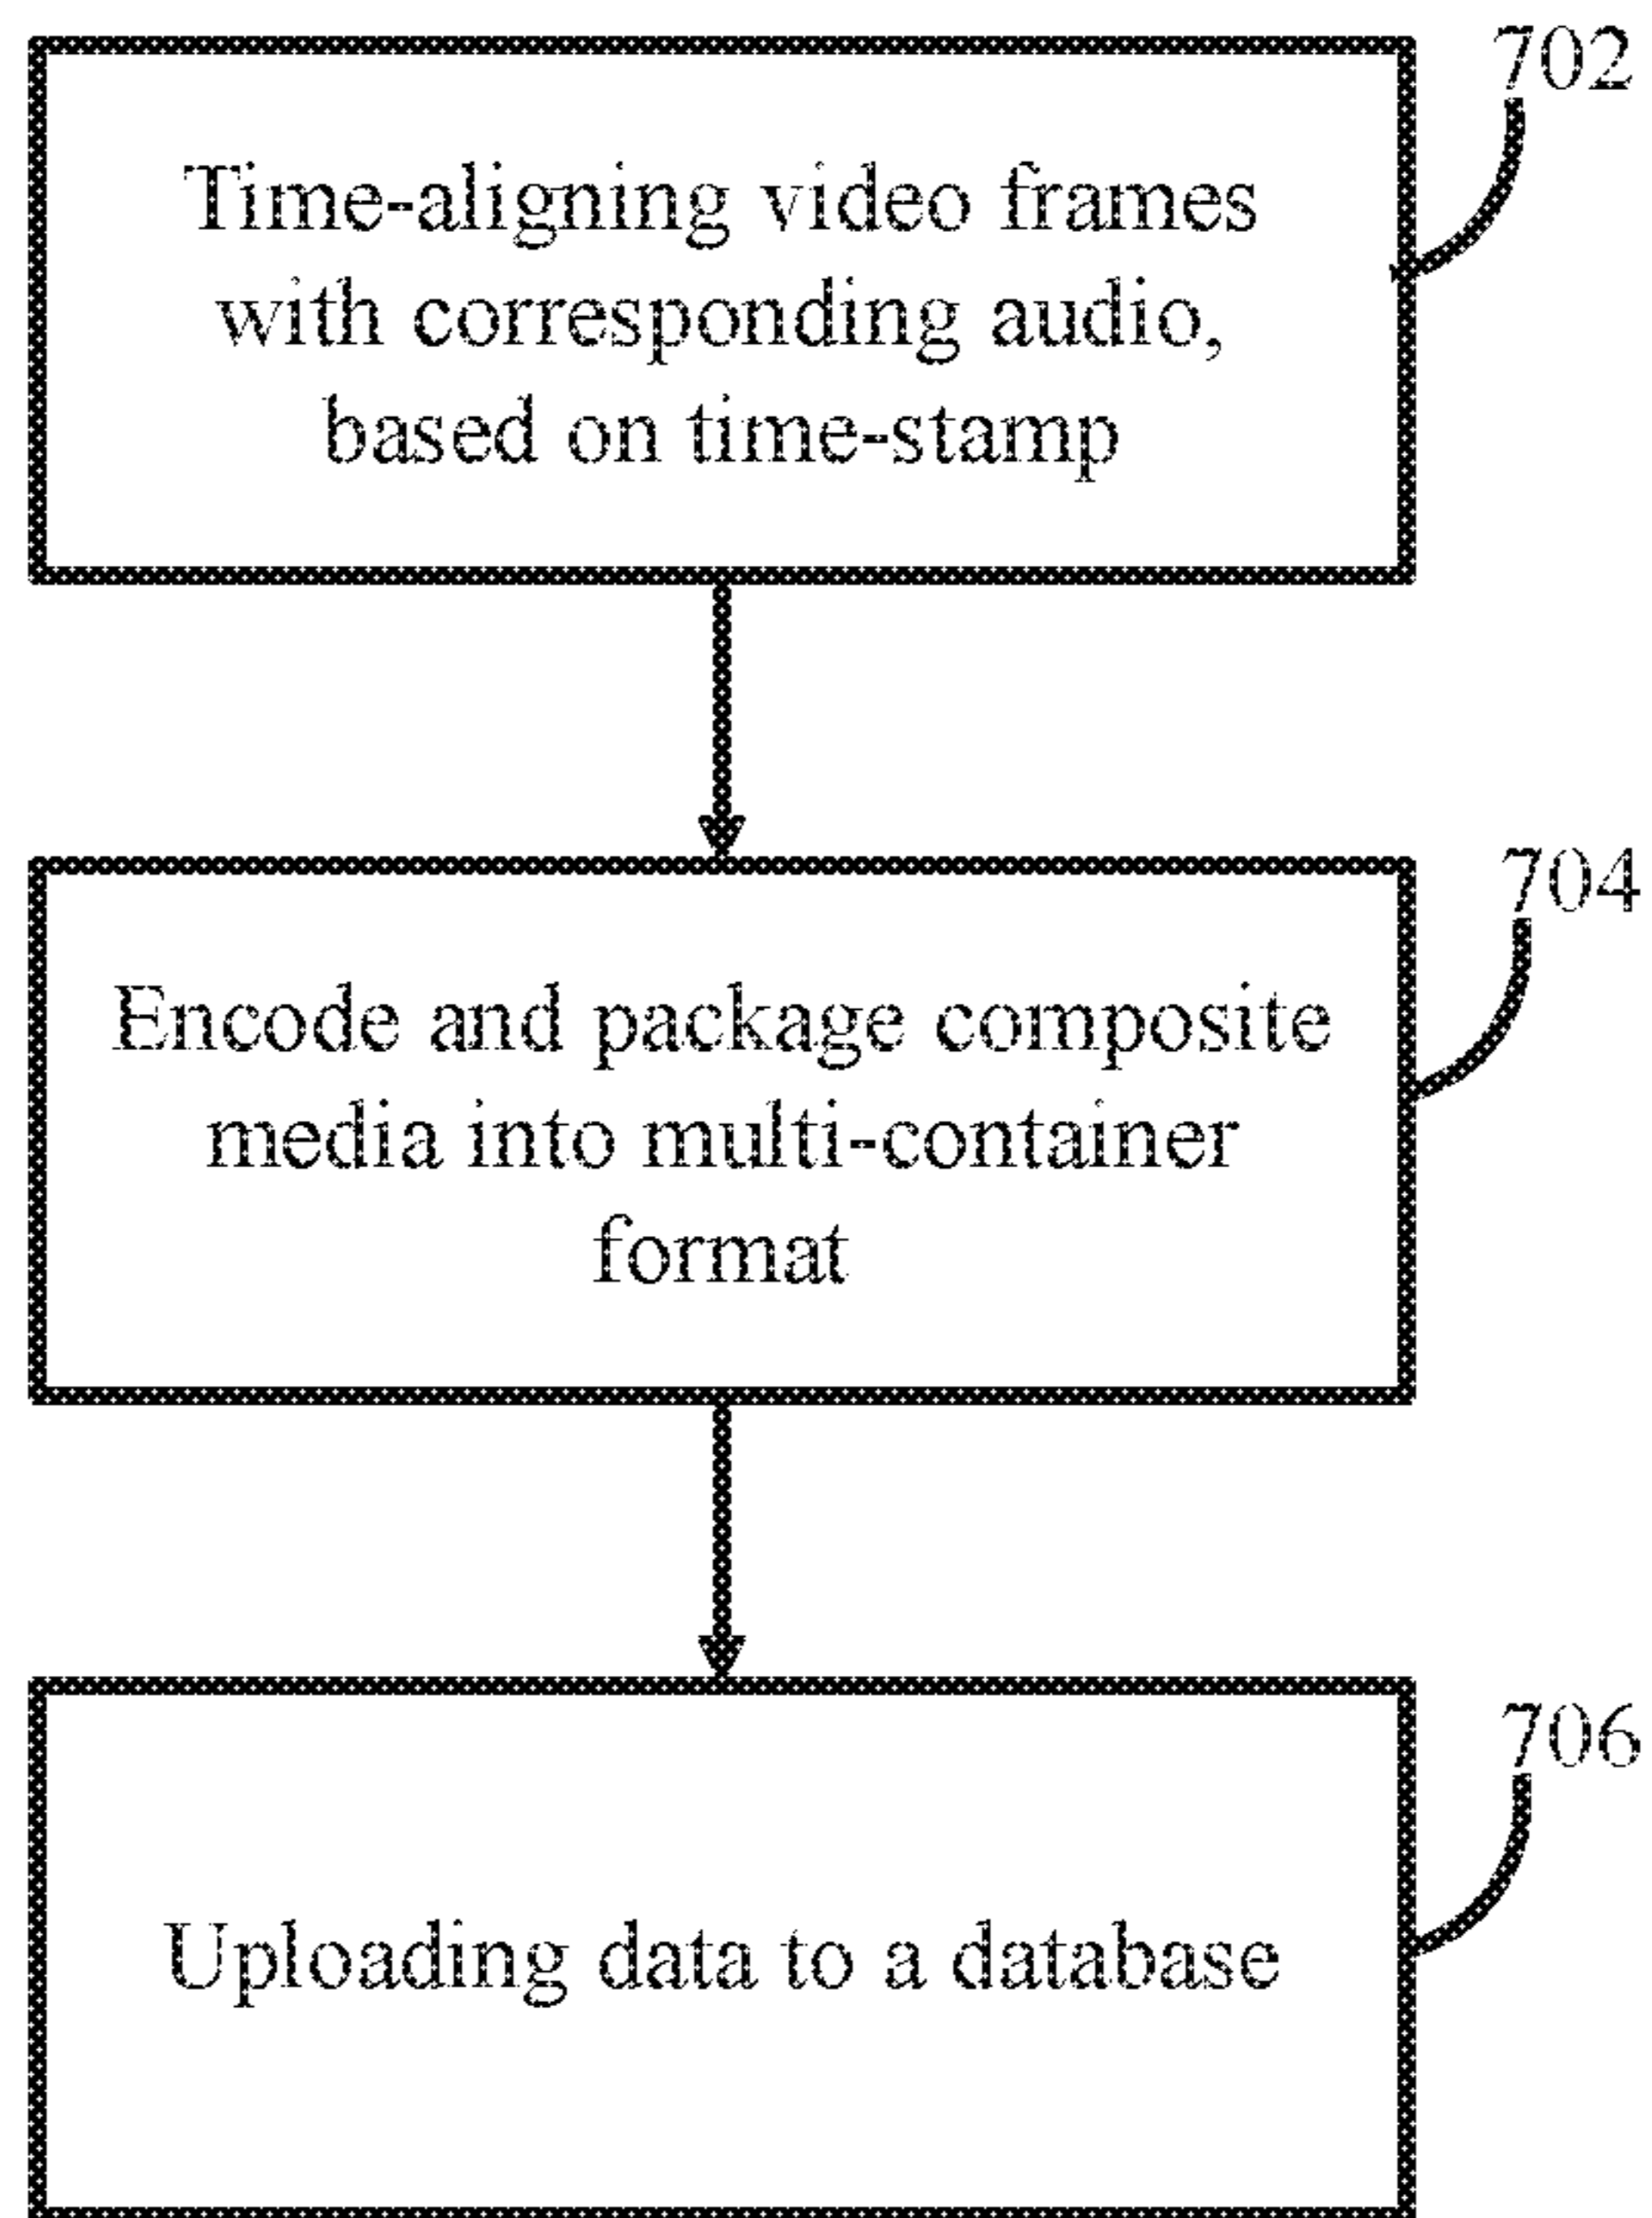 702
Time-aligning video frames
with corresponding audio,
based on time-stamp
704
Encode and package composite
media into multi-container
format
706
Uploading data to a database